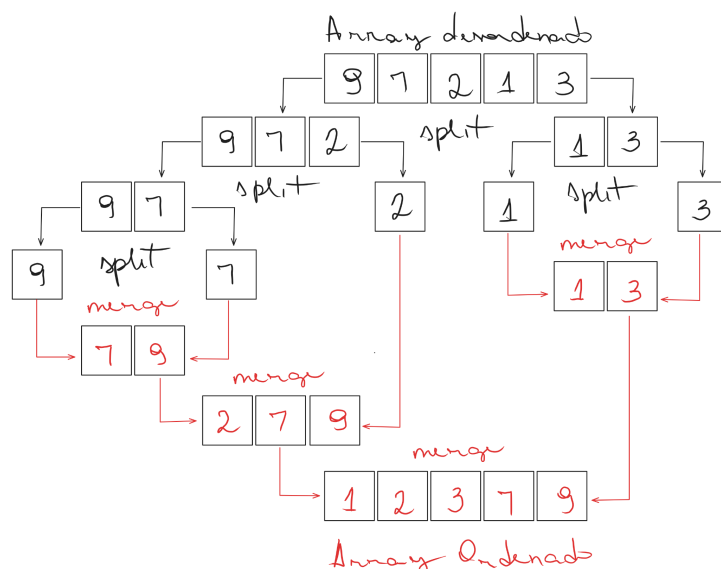 Array desordenado
9 7 2 1 3
split
9 7 2
1 3
split
split
9 7
2
1
3
split
merge
9
7
1 3
merge
7 9
merge
2 7 9
merge
1 2 3 7 9
Array Ordenado